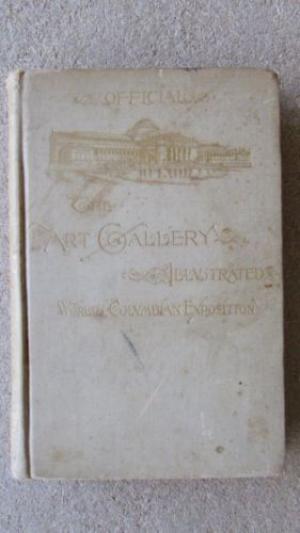 OFFICIAL
THE
ART GALLERY
ILLUSTRATED
WORLD'S COLUMBIAN EXPOSITION